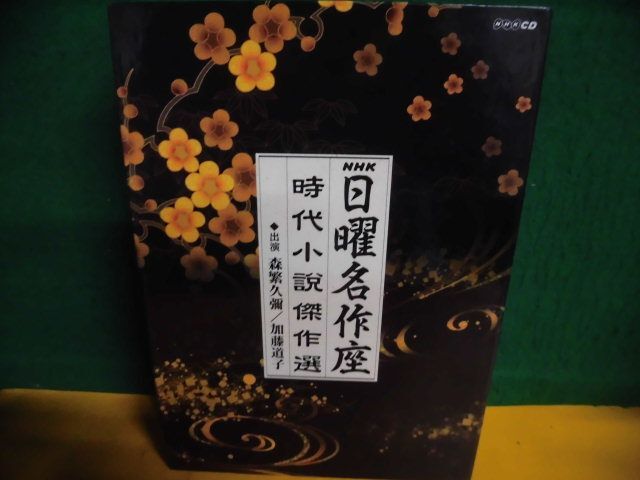 NHK CD
NHK
日曜名作座
時代小說傑作選
◆出演 森繁久彌／加藤道子